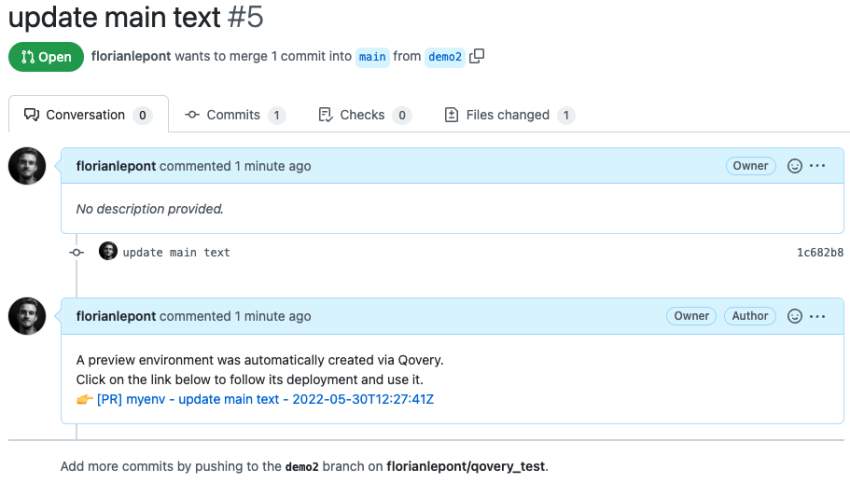 update main text #5
Open florianlepont wants to merge 1 commit into main from demo2
Conversation 0 Commits 1 Checks 0 Files changed 1
florianlepont commented 1 minute ago Owner ···
No description provided.
update main text 1c682b8
florianlepont commented 1 minute ago Owner Author ···
A preview environment was automatically created via Qovery.
Click on the link below to follow its deployment and use it.
👉 [PR] myenv - update main text - 2022-05-30T12:27:41Z
Add more commits by pushing to the demo2 branch on florianlepont/qovery_test.